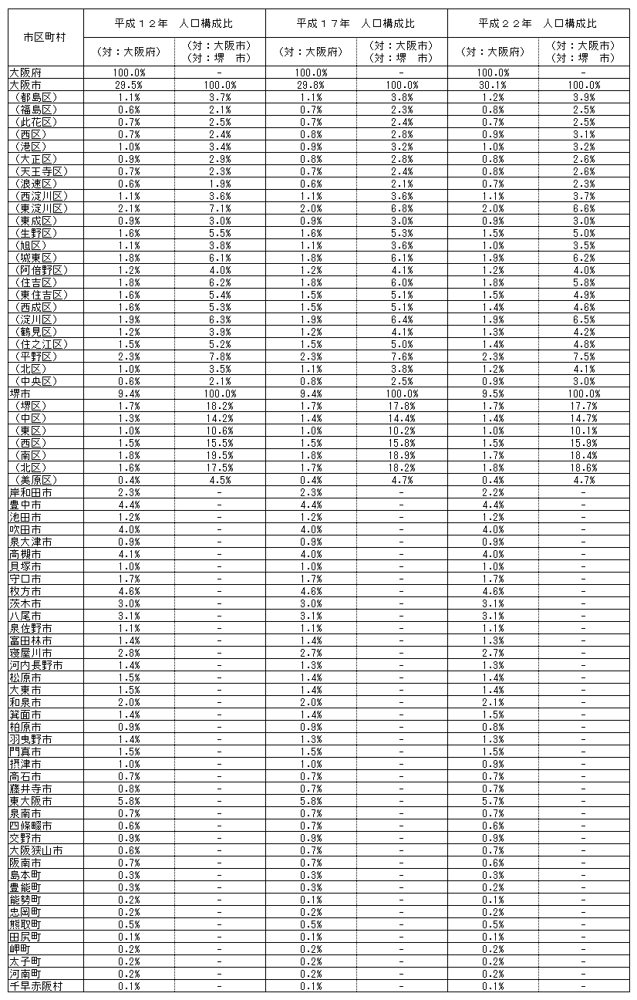 市区町村 平成１２年　人口構成比 平成１７年　人口構成比 平成２２年　人口構成比
（対：大阪府） （対：大阪市） （対：堺　市） （対：大阪府） （対：大阪市） （対：堺　市） （対：大阪府） （対：大阪市） （対：堺　市）
大阪府 100.0% - 100.0% - 100.0% -
大阪市 29.5% 100.0% 29.8% 100.0% 30.1% 100.0%
（都島区） 1.1% 3.7% 1.1% 3.8% 1.2% 3.9%
（福島区） 0.6% 2.1% 0.7% 2.3% 0.8% 2.5%
（此花区） 0.7% 2.5% 0.7% 2.4% 0.7% 2.5%
（西区） 0.7% 2.4% 0.8% 2.8% 0.9% 3.1%
（港区） 1.0% 3.4% 0.9% 3.2% 1.0% 3.2%
（大正区） 0.9% 2.9% 0.8% 2.8% 0.8% 2.6%
（天王寺区） 0.7% 2.3% 0.7% 2.4% 0.8% 2.6%
（浪速区） 0.6% 1.9% 0.6% 2.1% 0.7% 2.3%
（西淀川区） 1.1% 3.6% 1.1% 3.6% 1.1% 3.7%
（東淀川区） 2.1% 7.1% 2.0% 6.8% 2.0% 6.6%
（東成区） 0.9% 3.0% 0.9% 3.0% 0.9% 3.0%
（生野区） 1.6% 5.5% 1.6% 5.3% 1.5% 5.0%
（旭区） 1.1% 3.8% 1.1% 3.6% 1.0% 3.5%
（城東区） 1.8% 6.1% 1.8% 6.1% 1.9% 6.2%
（阿倍野区） 1.2% 4.0% 1.2% 4.1% 1.2% 4.0%
（住吉区） 1.8% 6.2% 1.8% 6.0% 1.8% 5.8%
（東住吉区） 1.6% 5.4% 1.5% 5.1% 1.5% 4.9%
（西成区） 1.6% 5.3% 1.5% 5.1% 1.4% 4.6%
（淀川区） 1.9% 6.3% 1.9% 6.4% 1.9% 6.5%
（鶴見区） 1.2% 3.9% 1.2% 4.1% 1.3% 4.2%
（住之江区） 1.5% 5.2% 1.5% 5.0% 1.4% 4.8%
（平野区） 2.3% 7.8% 2.3% 7.6% 2.3% 7.5%
（北区） 1.0% 3.5% 1.1% 3.8% 1.2% 4.1%
（中央区） 0.6% 2.1% 0.8% 2.5% 0.9% 3.0%
堺市 9.4% 100.0% 9.4% 100.0% 9.5% 100.0%
（堺区） 1.7% 18.2% 1.7% 17.8% 1.7% 17.7%
（中区） 1.3% 14.2% 1.4% 14.4% 1.4% 14.7%
（東区） 1.0% 10.6% 1.0% 10.2% 1.0% 10.1%
（西区） 1.5% 15.5% 1.5% 15.8% 1.5% 15.9%
（南区） 1.8% 19.5% 1.8% 18.9% 1.7% 18.4%
（北区） 1.6% 17.5% 1.7% 18.2% 1.8% 18.6%
（美原区） 0.4% 4.5% 0.4% 4.7% 0.4% 4.7%
岸和田市 2.3% - 2.3% - 2.2% -
豊中市 4.4% - 4.4% - 4.4% -
池田市 1.2% - 1.2% - 1.2% -
吹田市 4.0% - 4.0% - 4.0% -
泉大津市 0.9% - 0.9% - 0.9% -
高槻市 4.1% - 4.0% - 4.0% -
貝塚市 1.0% - 1.0% - 1.0% -
守口市 1.7% - 1.7% - 1.7% -
枚方市 4.6% - 4.6% - 4.6% -
茨木市 3.0% - 3.0% - 3.1% -
八尾市 3.1% - 3.1% - 3.1% -
泉佐野市 1.1% - 1.1% - 1.1% -
富田林市 1.4% - 1.4% - 1.3% -
寝屋川市 2.8% - 2.7% - 2.7% -
河内長野市 1.4% - 1.3% - 1.3% -
松原市 1.5% - 1.4% - 1.4% -
大東市 1.5% - 1.4% - 1.4% -
和泉市 2.0% - 2.0% - 2.1% -
箕面市 1.4% - 1.4% - 1.5% -
柏原市 0.9% - 0.9% - 0.8% -
羽曳野市 1.4% - 1.3% - 1.3% -
門真市 1.5% - 1.5% - 1.5% -
摂津市 1.0% - 1.0% - 0.9% -
高石市 0.7% - 0.7% - 0.7% -
藤井寺市 0.8% - 0.7% - 0.7% -
東大阪市 5.8% - 5.8% - 5.7% -
泉南市 0.7% - 0.7% - 0.7% -
四條畷市 0.6% - 0.7% - 0.6% -
交野市 0.9% - 0.9% - 0.9% -
大阪狭山市 0.6% - 0.7% - 0.7% -
阪南市 0.7% - 0.7% - 0.6% -
島本町 0.3% - 0.3% - 0.3% -
豊能町 0.3% - 0.3% - 0.2% -
能勢町 0.2% - 0.1% - 0.1% -
忠岡町 0.2% - 0.2% - 0.2% -
熊取町 0.5% - 0.5% - 0.5% -
田尻町 0.1% - 0.1% - 0.1% -
岬町 0.2% - 0.2% - 0.2% -
太子町 0.2% - 0.2% - 0.2% -
河南町 0.2% - 0.2% - 0.2% -
千早赤阪村 0.1% - 0.1% - 0.1% -